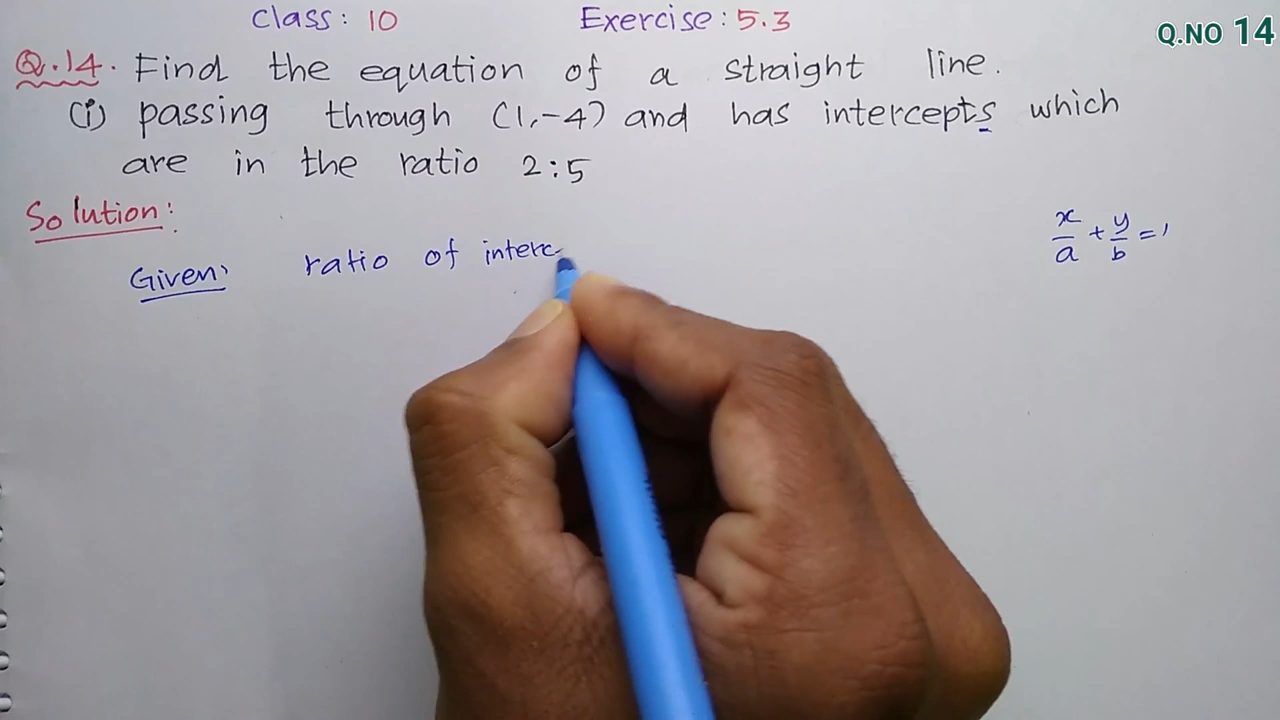 Class: 10 Exercise: 5.3
Q.NO 14
Q.14. Find the equation of a straight line.
(i) passing through (1,-4) and has intercepts which
are in the ratio 2:5
Solution:
x/a + y/b = 1
Given: ratio of interc